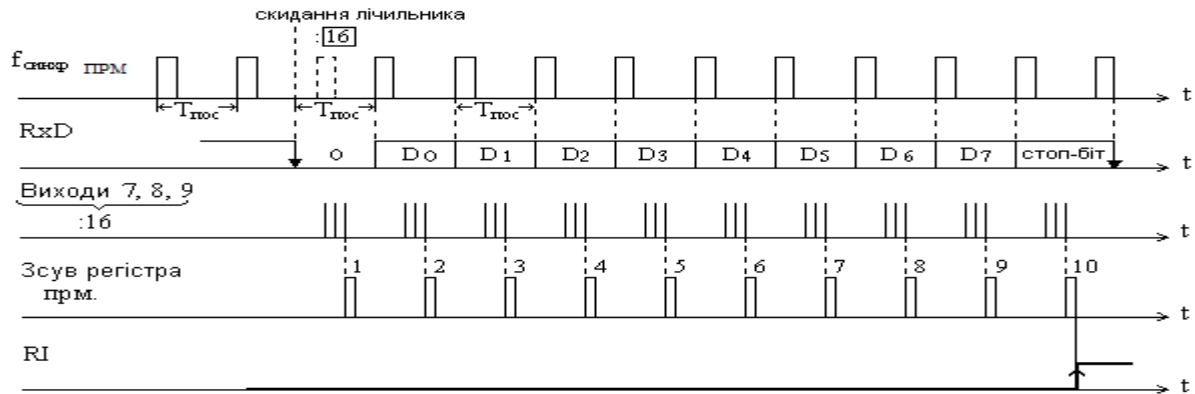 скидання лічильника
:16
fсинхр ПРМ
t
Tпос Tпос Tпос
RxD
0 D0 D1 D2 D3 D4 D5 D6 D7 стоп-біт
t
Виходи 7, 8, 9
:16
t
Зсув регістра
прм.
1 2 3 4 5 6 7 8 9 10
t
RI
t